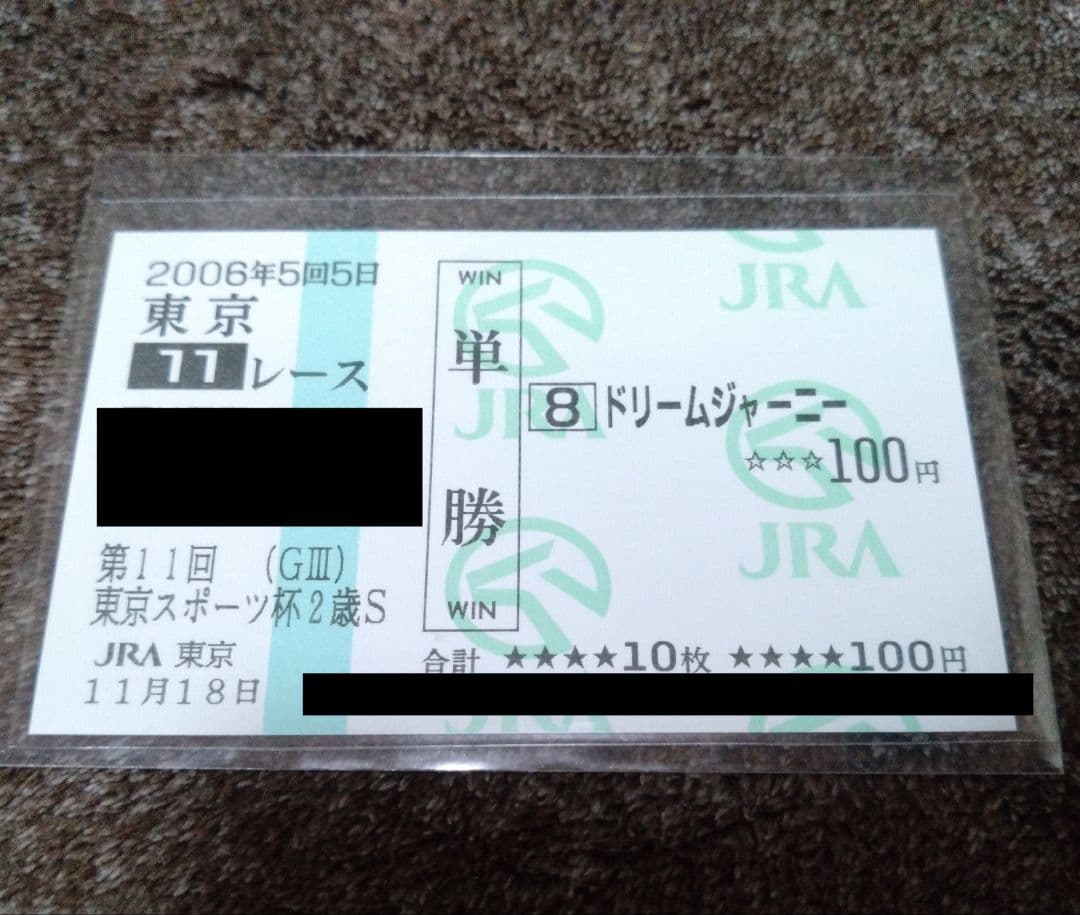 2006年5回5日
東京
11レース
第11回 (GⅢ)
東京スポーツ杯2歳S
JRA 東京
11月18日
WIN
単勝
WIN
8 ドリームジャーニー
☆☆☆100円
合計 ★★★★10枚 ★★★★100円
JRA
JRA
JRA
JRA